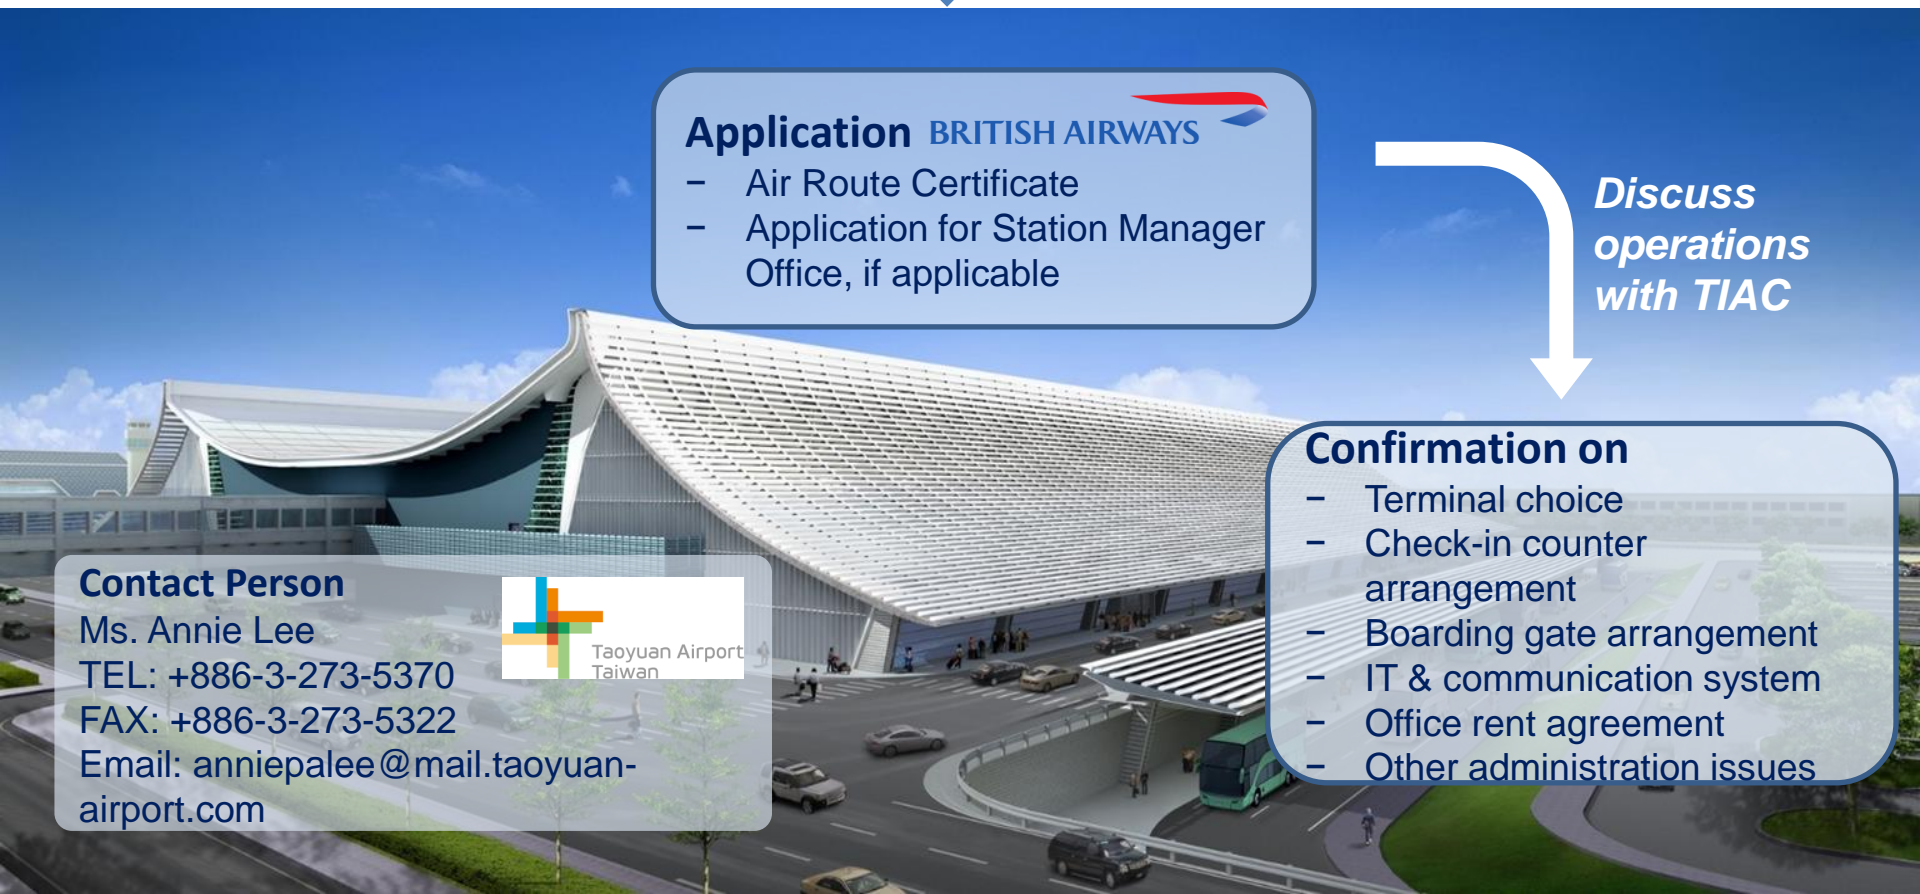 Application BRITISH AIRWAYS
− Air Route Certificate
− Application for Station Manager
Office, if applicable
Discuss
operations
with TIAC
Confirmation on
− Terminal choice
− Check-in counter
arrangement
− Boarding gate arrangement
− IT & communication system
− Office rent agreement
− Other administration issues
Contact Person
Ms. Annie Lee
TEL: +886-3-273-5370
FAX: +886-3-273-5322
Email: anniepalee@mail.taoyuan-
airport.com
Taoyuan Airport
Taiwan